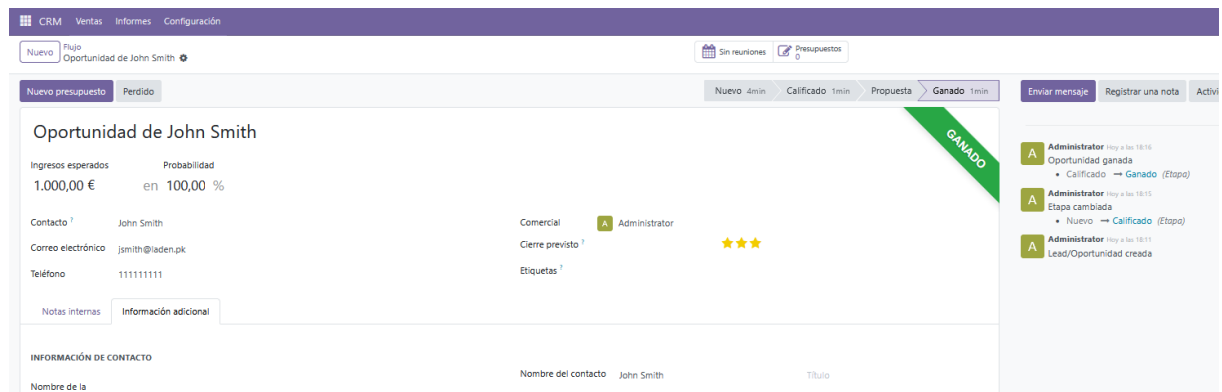 CRM Ventas Informes Configuración
Nuevo
Flujo
Oportunidad de John Smith
Sin reuniones
Presupuestos
0
Nuevo presupuesto Perdido
Nuevo 4min Calificado 1min Propuesta Ganado 1min
Enviar mensaje Registrar una nota Activi
Oportunidad de John Smith
GANADO
Ingresos esperados Probabilidad
1.000,00 € en 100,00 %
Contacto ? John Smith
Correo electrónico jsmith@laden.pk
Teléfono 111111111
Comercial A Administrator
Cierre previsto ?
Etiquetas ?
Notas internas Información adicional
INFORMACIÓN DE CONTACTO
Nombre de la
Nombre del contacto John Smith Título
A Administrator Hoy a las 18:16
Oportunidad ganada
• Calificado → Ganado (Etapa)
A Administrator Hoy a las 18:15
Etapa cambiada
• Nuevo → Calificado (Etapa)
A Administrator Hoy a las 18:11
Lead/Oportunidad creada